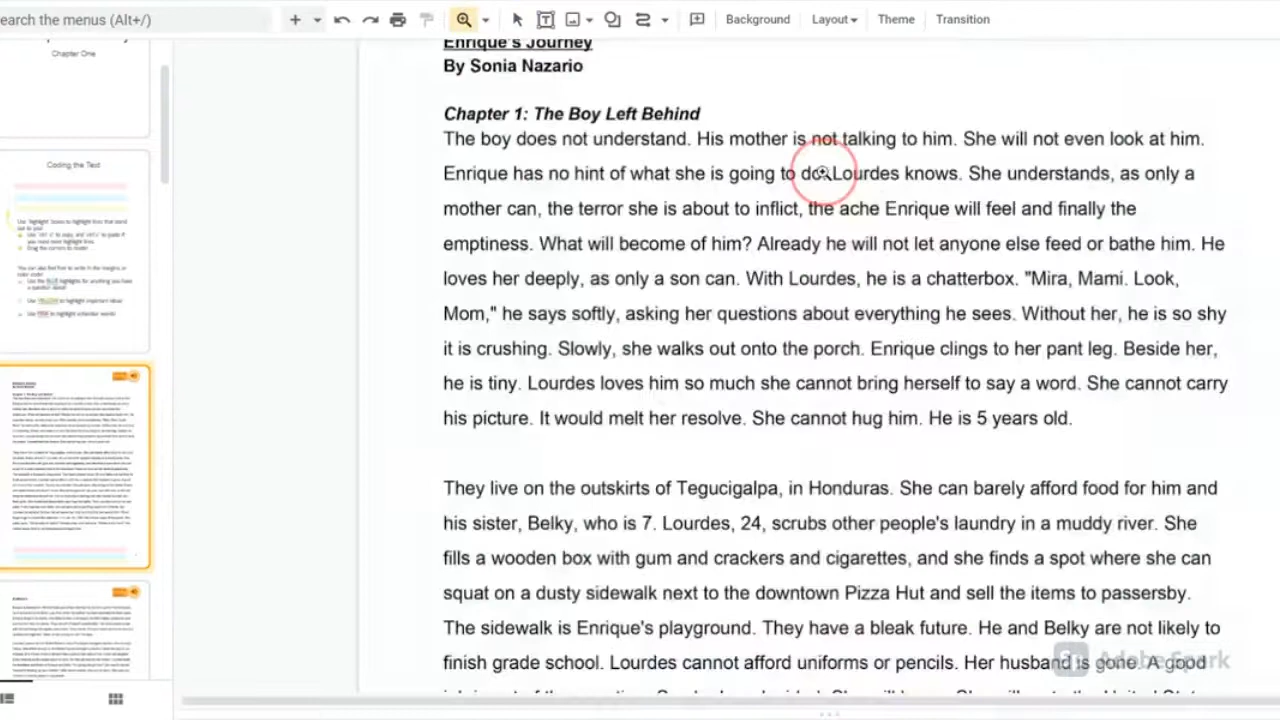 earch the menus (Alt+/)
Background
Layout
Theme
Transition
Chapter One
Coding the Text
Enrique's Journey
By Sonia Nazario
Chapter 1: The Boy Left Behind
The boy does not understand. His mother is not talking to him. She will not even look at him.
Enrique has no hint of what she is going to do. Lourdes knows. She understands, as only a
mother can, the terror she is about to inflict, the ache Enrique will feel and finally the
emptiness. What will become of him? Already he will not let anyone else feed or bathe him. He
loves her deeply, as only a son can. With Lourdes, he is a chatterbox. "Mira, Mami. Look,
Mom," he says softly, asking her questions about everything he sees. Without her, he is so shy
it is crushing. Slowly, she walks out onto the porch. Enrique clings to her pant leg. Beside her,
he is tiny. Lourdes loves him so much she cannot bring herself to say a word. She cannot carry
his picture. It would melt her resolve. She cannot hug him. He is 5 years old.
They live on the outskirts of Tegucigalpa, in Honduras. She can barely afford food for him and
his sister, Belky, who is 7. Lourdes, 24, scrubs other people's laundry in a muddy river. She
fills a wooden box with gum and crackers and cigarettes, and she finds a spot where she can
squat on a dusty sidewalk next to the downtown Pizza Hut and sell the items to passersby.
The sidewalk is Enrique's playground. They have a bleak future. He and Belky are not likely to
finish grade school. Lourdes cannot afford uniforms or pencils. Her husband is gone. A good
Adobe Spark